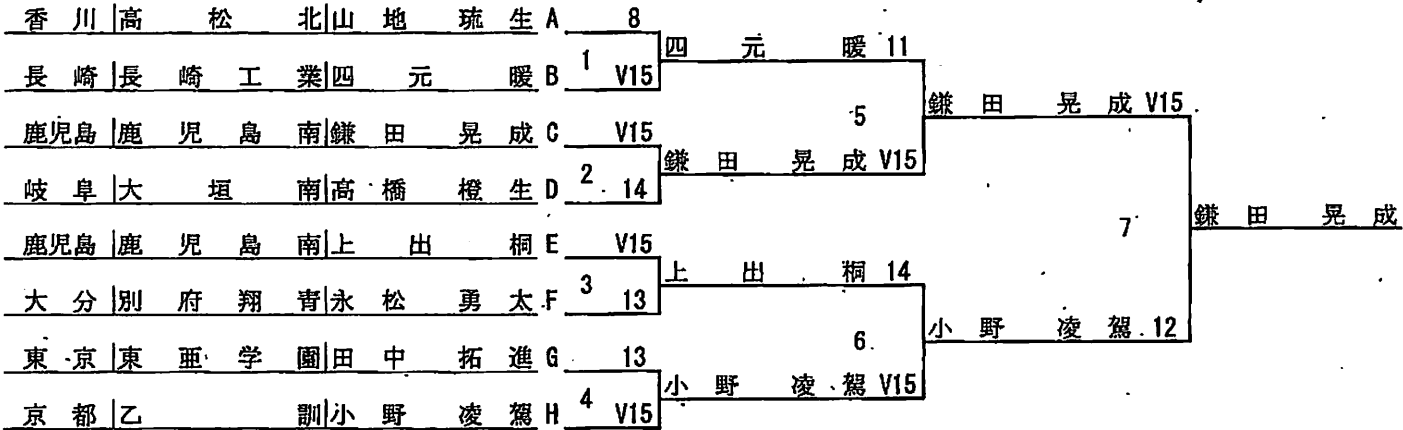 香川 高松北 山地琉生 A 8
四元暖 11
1
長崎 長崎工業 四元暖 B V15
鎌田晃成 V15
5
鹿児島 鹿児島南 鎌田晃成 C V15
鎌田晃成 V15
2
岐阜 大垣南 高橋橙生 D 14
鎌田晃成
7
鹿児島 鹿児島南 上出桐 E V15
上出桐 14
3
大分 別府翔青 永松勇太 F 13
小野凌駕 12
6
東京 東亜学園 田中拓進 G 13
小野凌駕 V15
4
京都 乙訓 小野凌駕 H V15